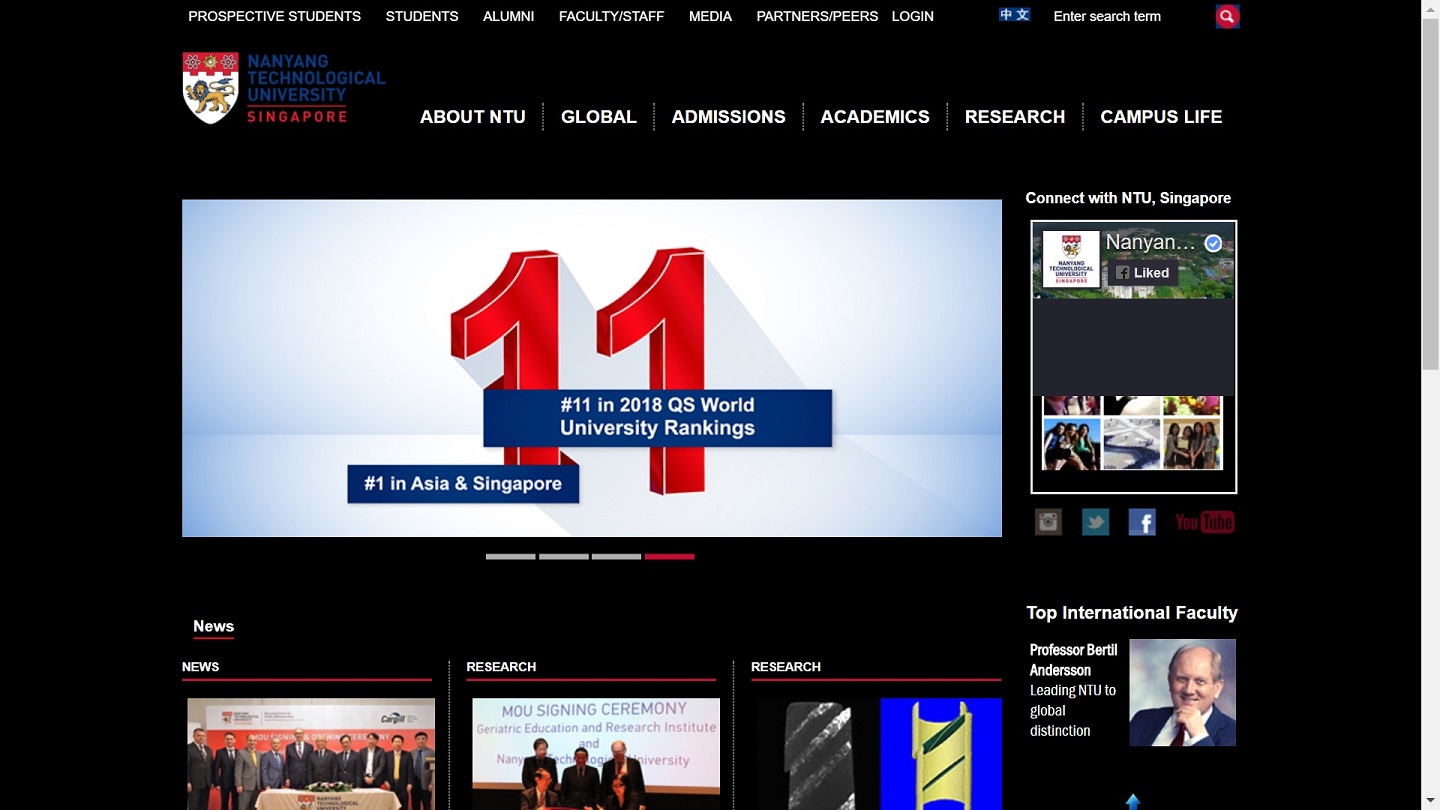 PROSPECTIVE STUDENTS STUDENTS ALUMNI FACULTY/STAFF MEDIA PARTNERS/PEERS LOGIN 中文 Enter search term
NANYANG
TECHNOLOGICAL
UNIVERSITY
SINGAPORE
ABOUT NTU GLOBAL ADMISSIONS ACADEMICS RESEARCH CAMPUS LIFE
11
#11 in 2018 QS World
University Rankings
#1 in Asia & Singapore
Connect with NTU, Singapore
Nanyan...
Liked
NANYANG
TECHNOLOGICAL
UNIVERSITY
SINGAPORE
You Tube
News
NEWS
Cargill
MOU SIGNING & OPENING CEREMONY
NANYANG
TECHNOLOGICAL
UNIVERSITY
RESEARCH
MOU SIGNING CEREMONY
Geriatric Education and Research Institute
and
Nanyang Technological University
RESEARCH
Top International Faculty
Professor Bertil
Andersson
Leading NTU to
global
distinction